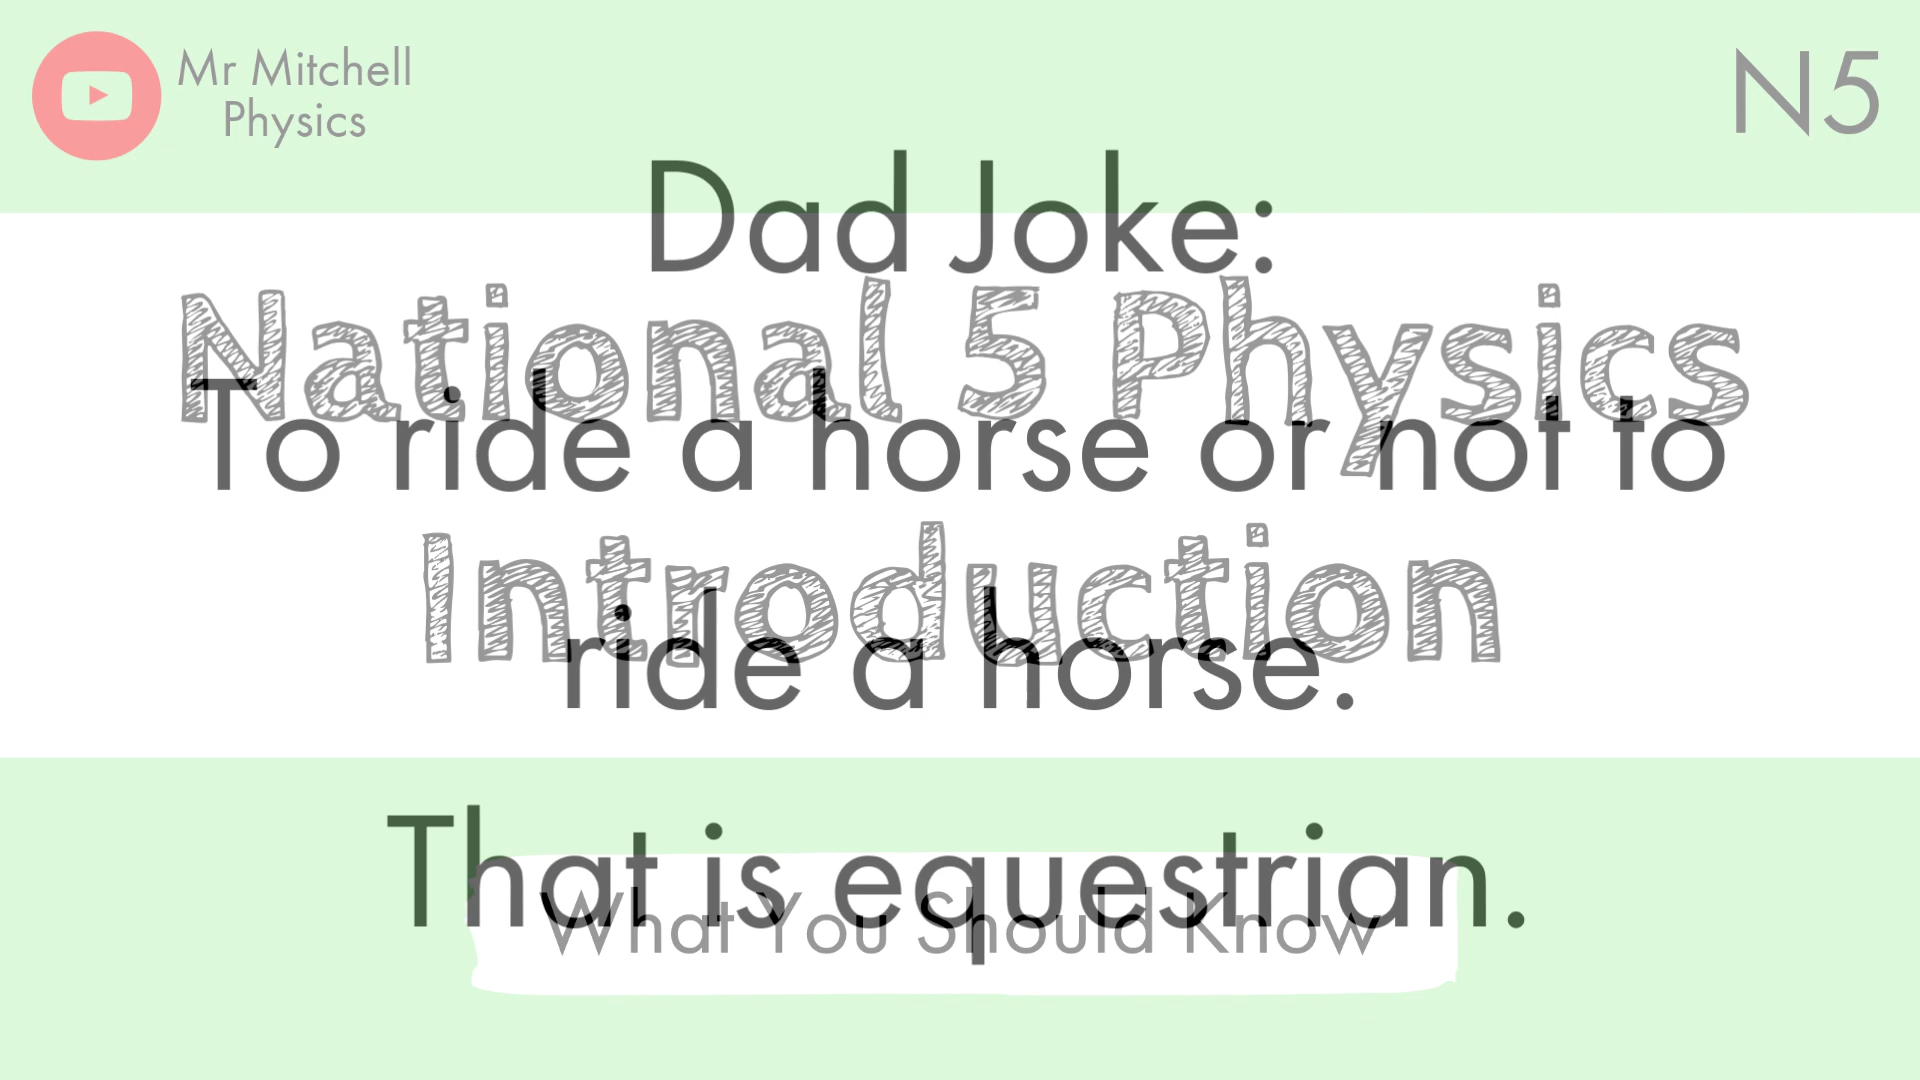 Mr Mitchell
Physics
N5
Dad Joke:
National 5 Physics
To ride a horse or not to
Introduction
ride a horse.
That is equestrian.
What You Should Know